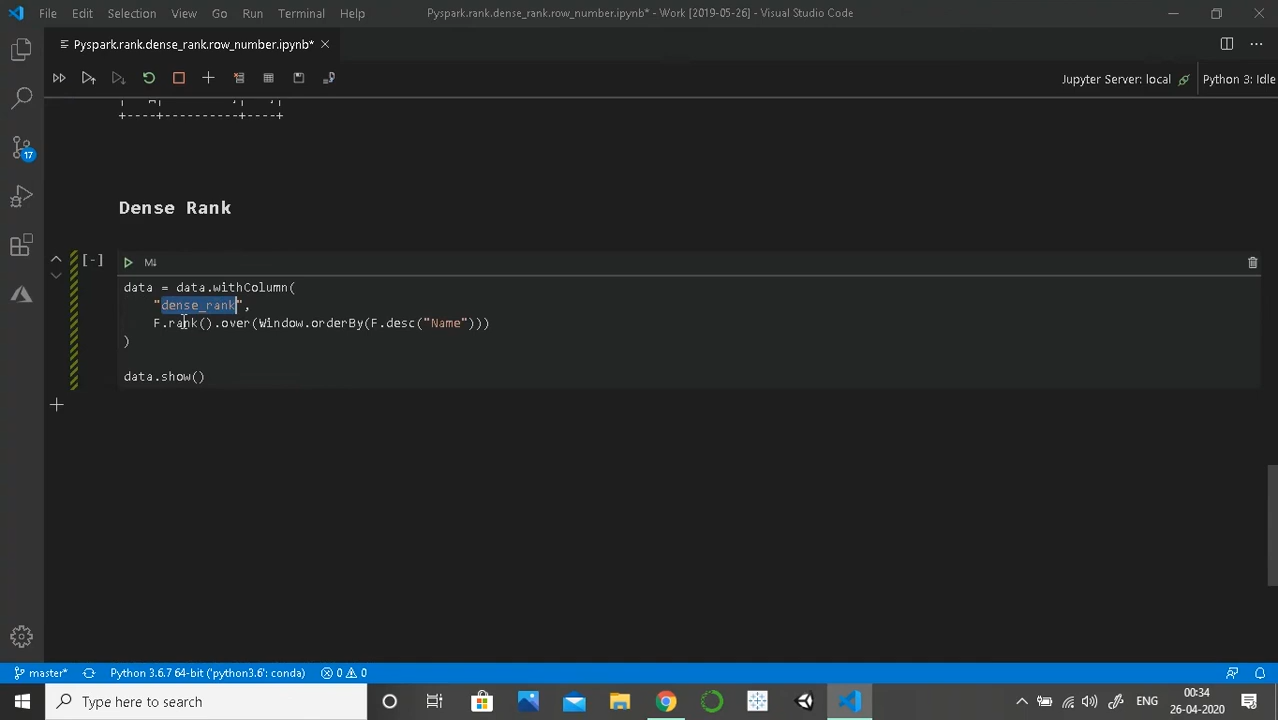 File Edit Selection View Go Run Terminal Help Pyspark.rank.dense_rank.row_number.ipynb* - Work [2019-05-26] - Visual Studio Code
Pyspark.rank.dense_rank.row_number.ipynb*
Jupyter Server: local Python 3: Idle
+----+----------+----+
Dense Rank
[-] M↓
data = data.withColumn(
"dense_rank",
F.rank().over(Window.orderBy(F.desc("Name")))
)
data.show()
17
master* Python 3.6.7 64-bit ('python3.6': conda) 0 0
Type here to search ENG 00:34
26-04-2020